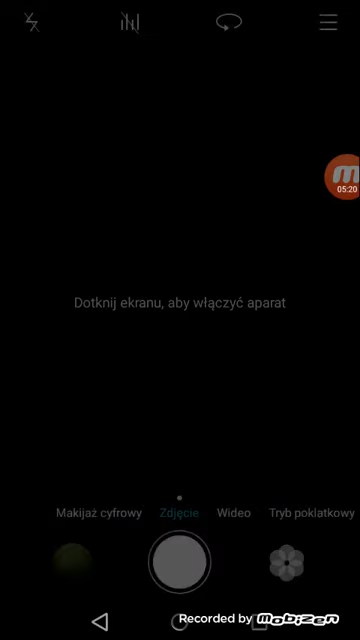 05:20
Dotknij ekranu, aby włączyć aparat
Makijaż cyfrowy Zdjęcie Wideo Tryb poklatkowy
Recorded by Mobizen